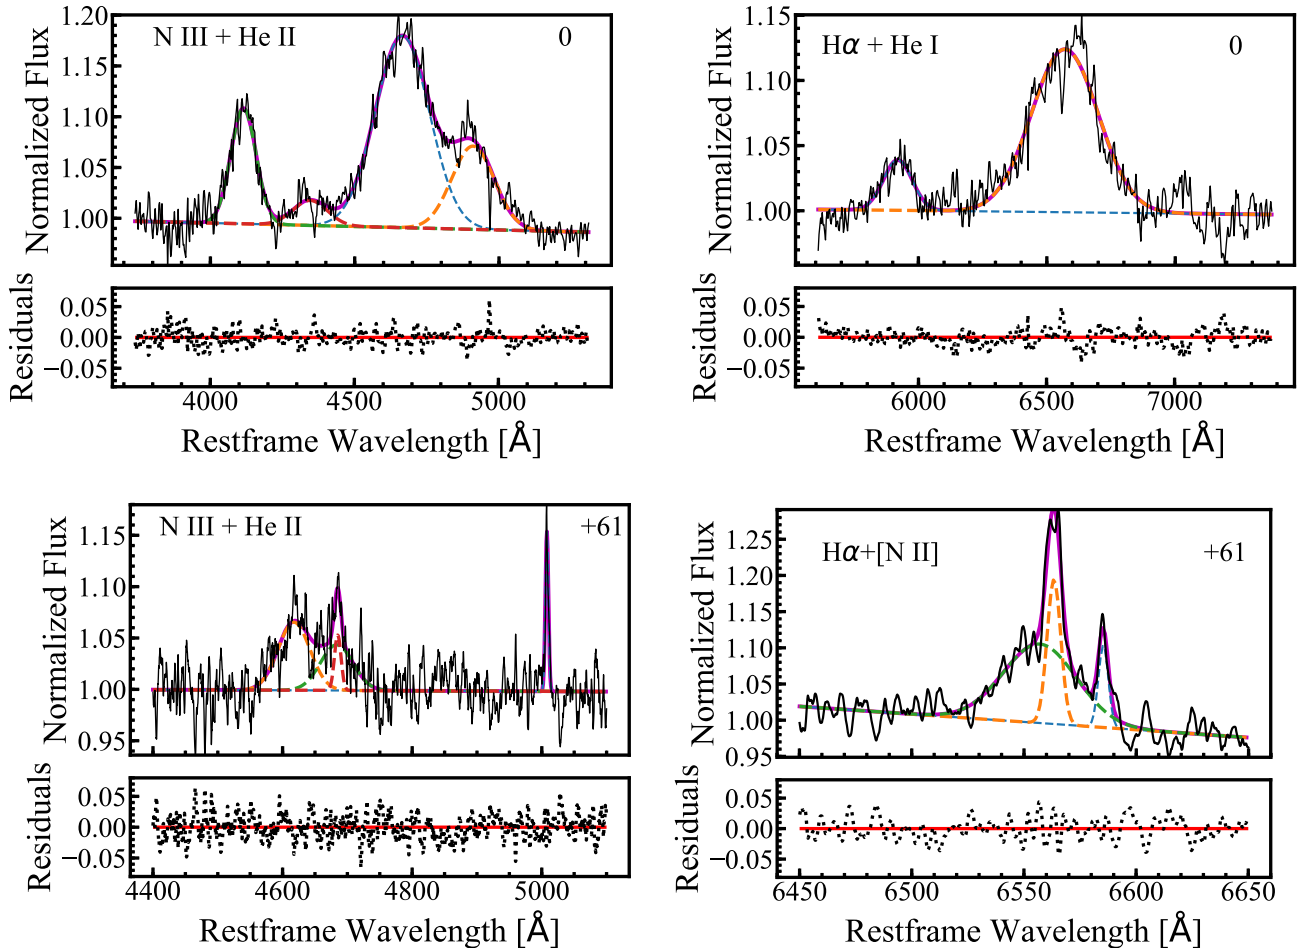 N III + He II 0
Normalized Flux
1.20
1.15
1.10
1.05
1.00
Residuals
0.05
0.00
−0.05
4000 4500 5000
Restframe Wavelength [Å]
Hα + He I 0
Normalized Flux
1.15
1.10
1.05
1.00
Residuals
0.05
0.00
−0.05
6000 6500 7000
Restframe Wavelength [Å]
N III + He II +61
Normalized Flux
1.15
1.10
1.05
1.00
0.95
Residuals
0.05
0.00
−0.05
4400 4600 4800 5000
Restframe Wavelength [Å]
Hα+[N II] +61
Normalized Flux
1.25
1.20
1.15
1.10
1.05
1.00
0.95
Residuals
0.05
0.00
−0.05
6450 6500 6550 6600 6650
Restframe Wavelength [Å]